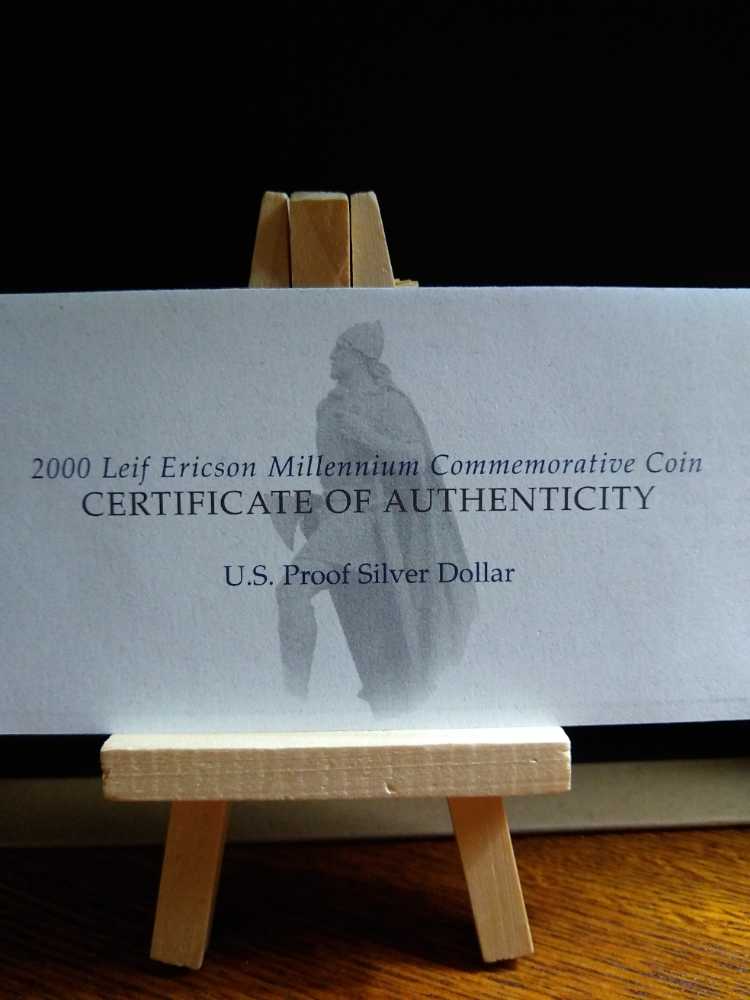 2000 Leif Ericson Millennium Commemorative Coin
CERTIFICATE OF AUTHENTICITY
U.S. Proof Silver Dollar